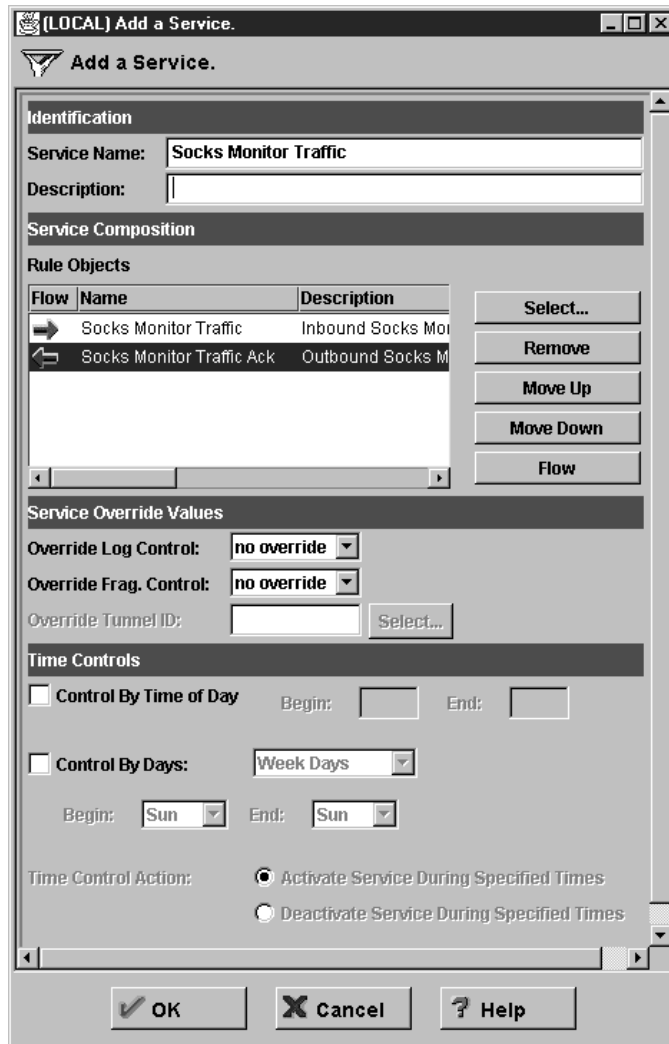 (LOCAL) Add a Service.
Add a Service.
Identification
Service Name: Socks Monitor Traffic
Description:
Service Composition
Rule Objects
Flow Name Description
Socks Monitor Traffic Inbound Socks Mo
Socks Monitor Traffic Ack Outbound Socks M
Select...
Remove
Move Up
Move Down
Flow
Service Override Values
Override Log Control: no override
Override Frag. Control: no override
Override Tunnel ID: Select...
Time Controls
Control By Time of Day Begin: End:
Control By Days: Week Days
Begin: Sun End: Sun
Time Control Action: Activate Service During Specified Times
Deactivate Service During Specified Times
OK Cancel Help